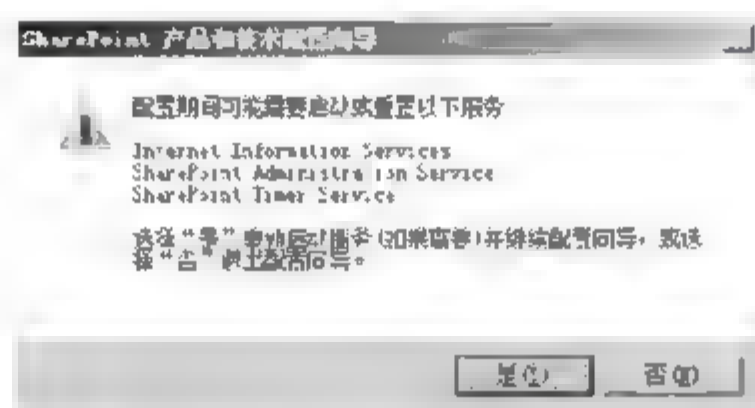 SharePoint 产品和技术配置向导
配置期间可能需要启动或重置以下服务
Internet Information Services
SharePoint Administration Service
SharePoint Timer Service
选择“是”启动服务(如果需要)并继续配置向导，或选
择“否”终止配置向导。
是(Y)
否(N)